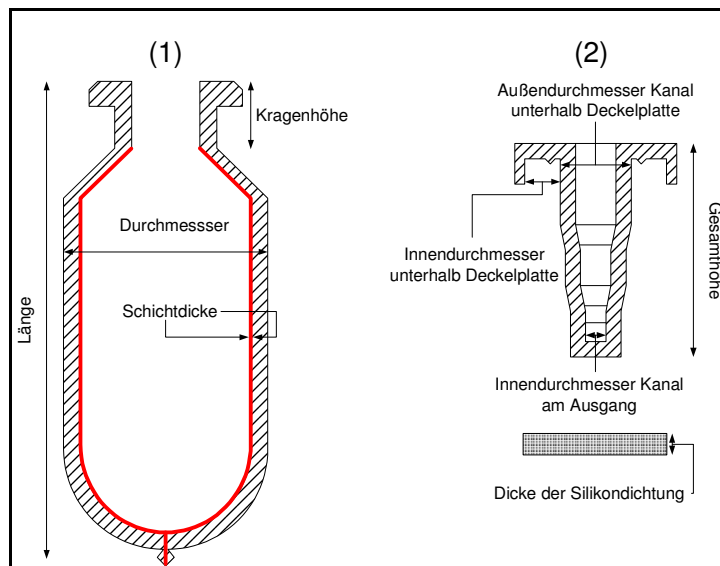 (1)
Kragenhöhe
Durchmessser
Länge
Schichtdicke
(2)
Außendurchmesser Kanal
unterhalb Deckelplatte
Innendurchmesser
unterhalb Deckelplatte
Gesamthöhe
Innendurchmesser Kanal
am Ausgang
Dicke der Silikondichtung